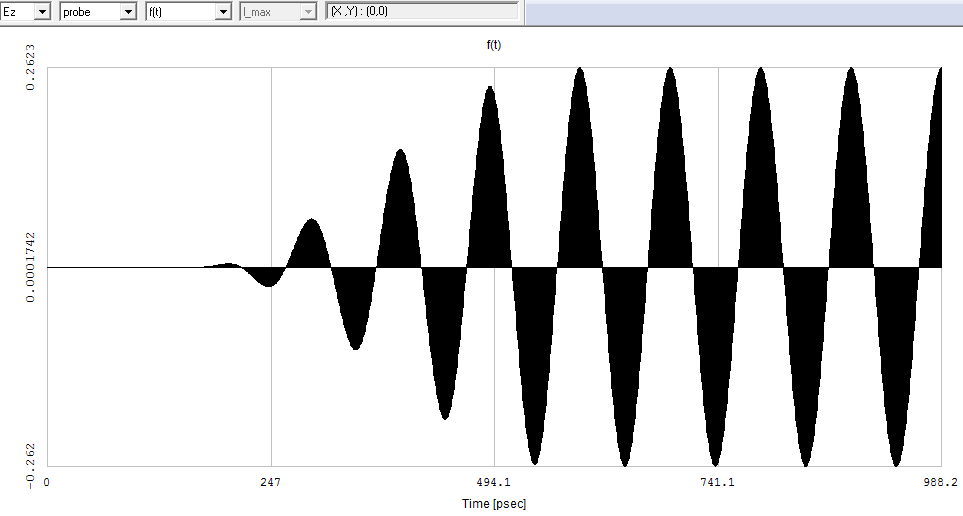 Ez probe f(t) I_max (X ,Y) : (0,0)
f(t)
0.2623
0.0001742
-0.262
0 247 494.1 741.1 988.2
Time [psec]